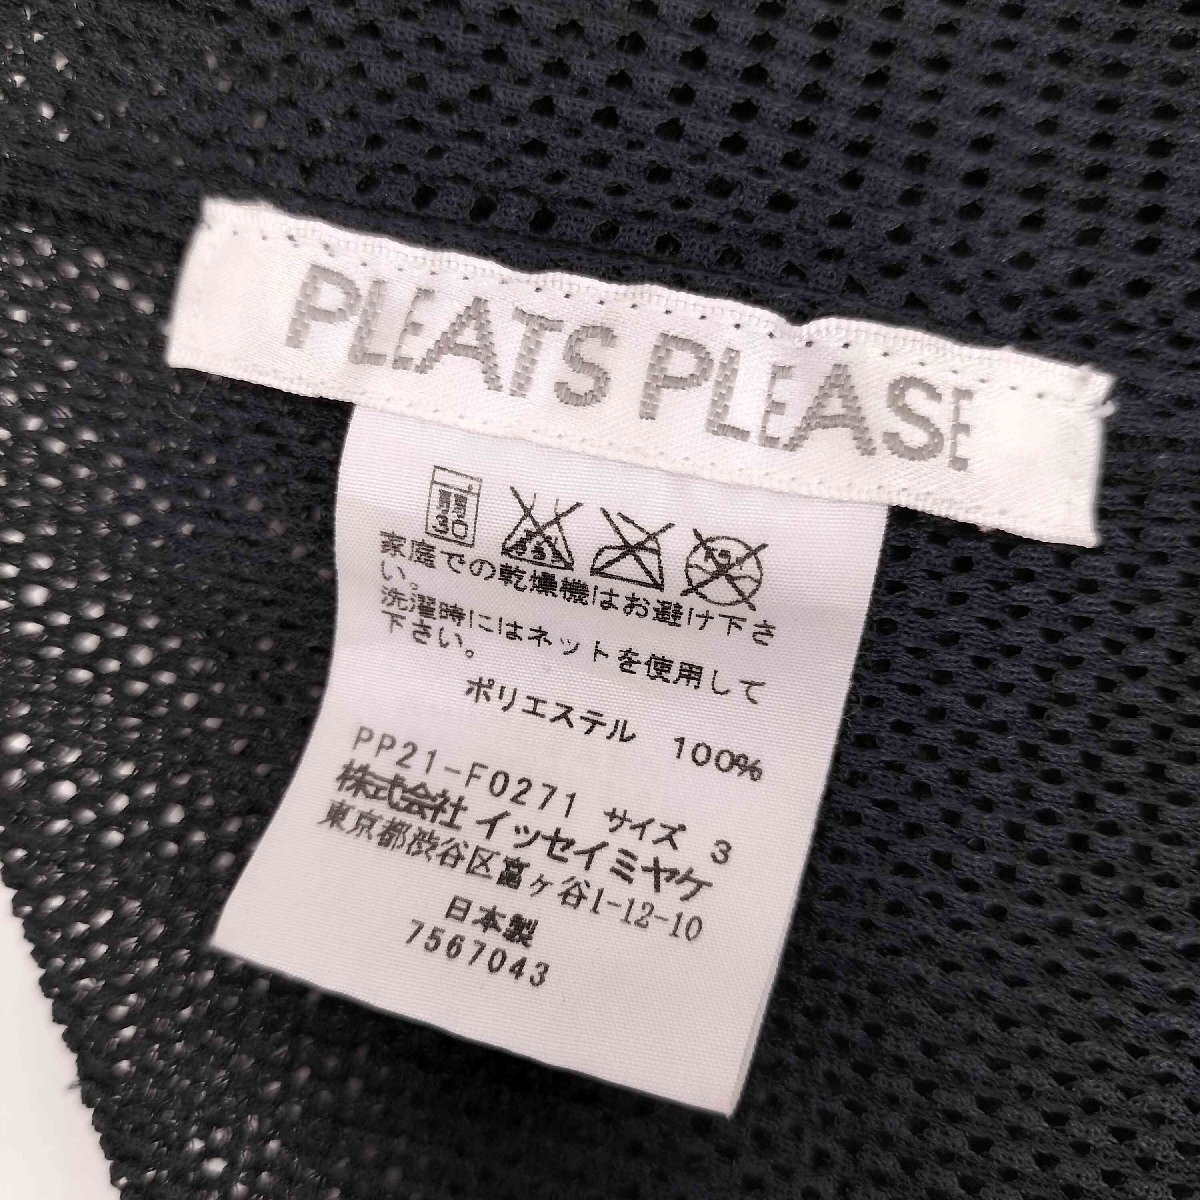 PLEATS PLEASE
弱
30
家庭での乾燥機はお避け下さ
い。
洗濯時にはネットを使用して
下さい。
ポリエステル 100%
PP21-F0271 サイズ 3
株式会社 イッセイミヤケ
東京都渋谷区富ヶ谷1-12-10
日本製
7567043